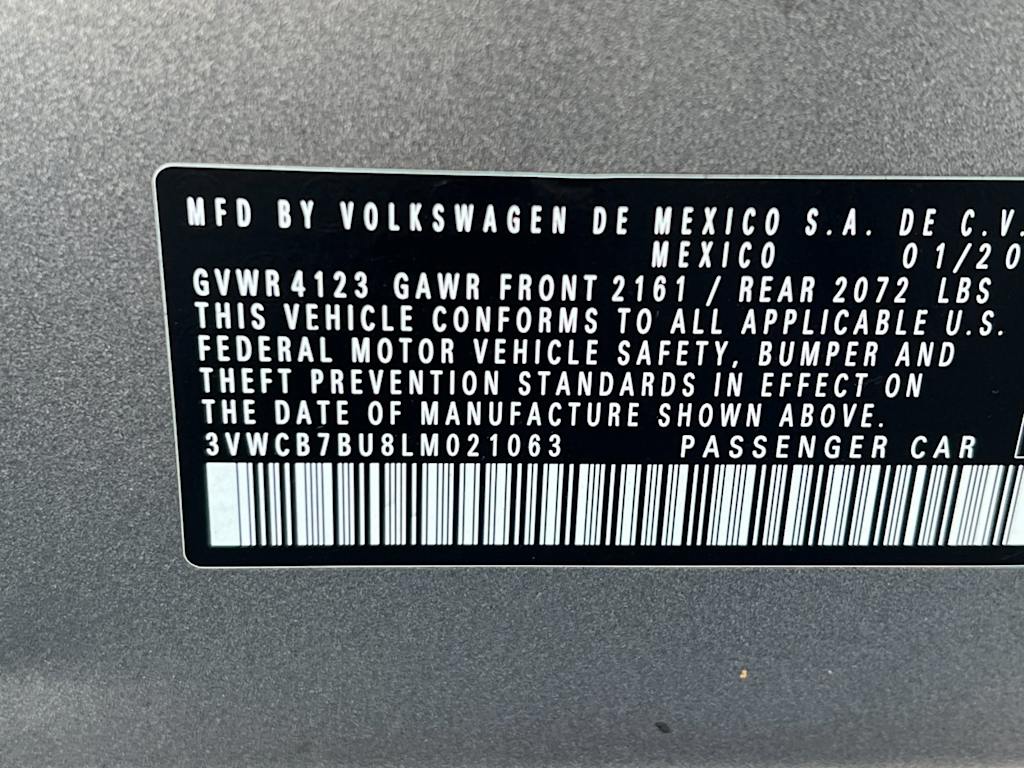 MFD BY VOLKSWAGEN DE MEXICO S.A. DE C.V.
MEXICO 01/20
GVWR 4123 GAWR FRONT 2161 / REAR 2072 LBS
THIS VEHICLE CONFORMS TO ALL APPLICABLE U.S.
FEDERAL MOTOR VEHICLE SAFETY, BUMPER AND
THEFT PREVENTION STANDARDS IN EFFECT ON
THE DATE OF MANUFACTURE SHOWN ABOVE.
3VWCB7BU8LM021063 PASSENGER CAR